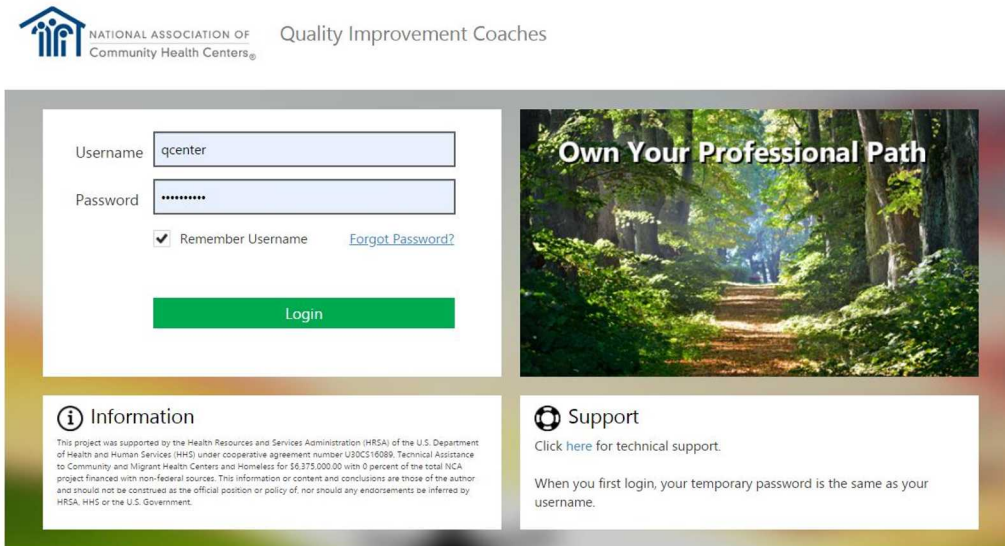 NATIONAL ASSOCIATION OF
Community Health Centers®
Quality Improvement Coaches
Username
qcenter
Password
••••••••••
Remember Username
Forgot Password?
Login
Own Your Professional Path
Information
This project was supported by the Health Resources and Services Administration (HRSA) of the U.S. Department
of Health and Human Services (HHS) under cooperative agreement number U30CS16089, Technical Assistance
to Community and Migrant Health Centers and Homeless for $6,375,000.00 with 0 percent of the total NCA
project financed with non-federal sources. This information or content and conclusions are those of the author
and should not be construed as the official position or policy of, nor should any endorsements be inferred by
HRSA, HHS or the U.S. Government.
Support
Click here for technical support.
When you first login, your temporary password is the same as your
username.